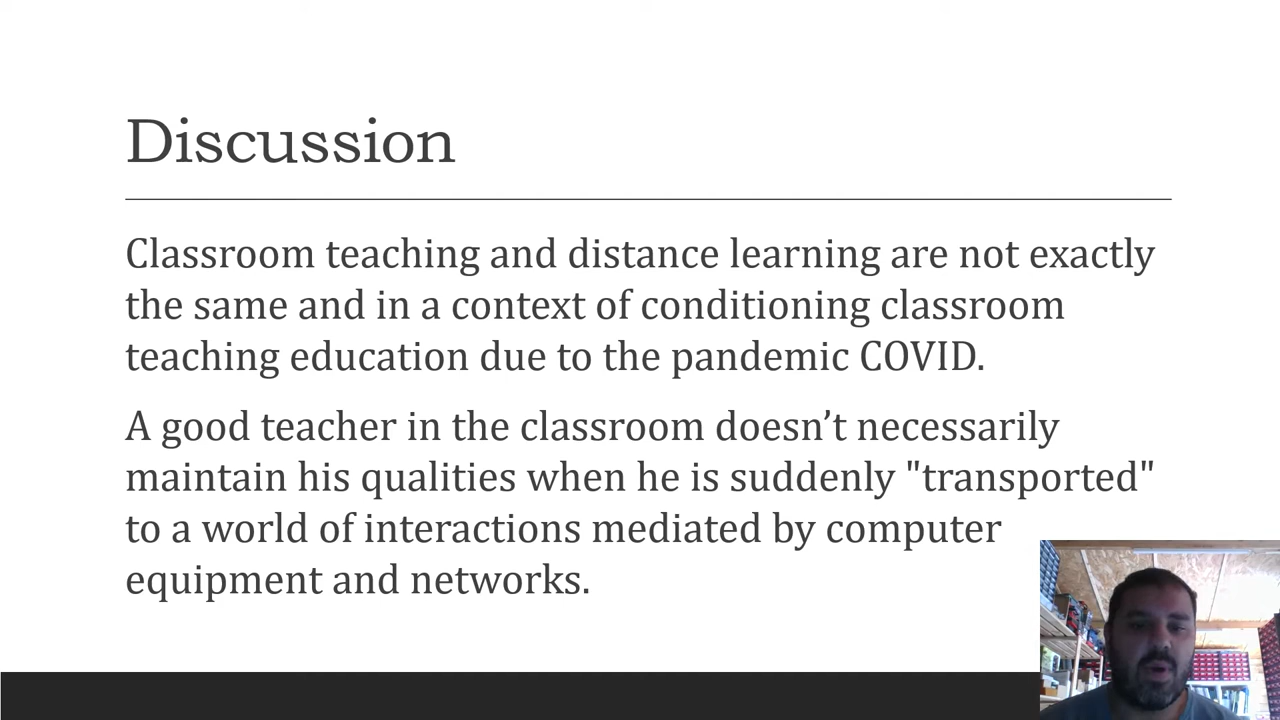 Discussion
Classroom teaching and distance learning are not exactly
the same and in a context of conditioning classroom
teaching education due to the pandemic COVID.
A good teacher in the classroom doesn’t necessarily
maintain his qualities when he is suddenly "transported"
to a world of interactions mediated by computer
equipment and networks.